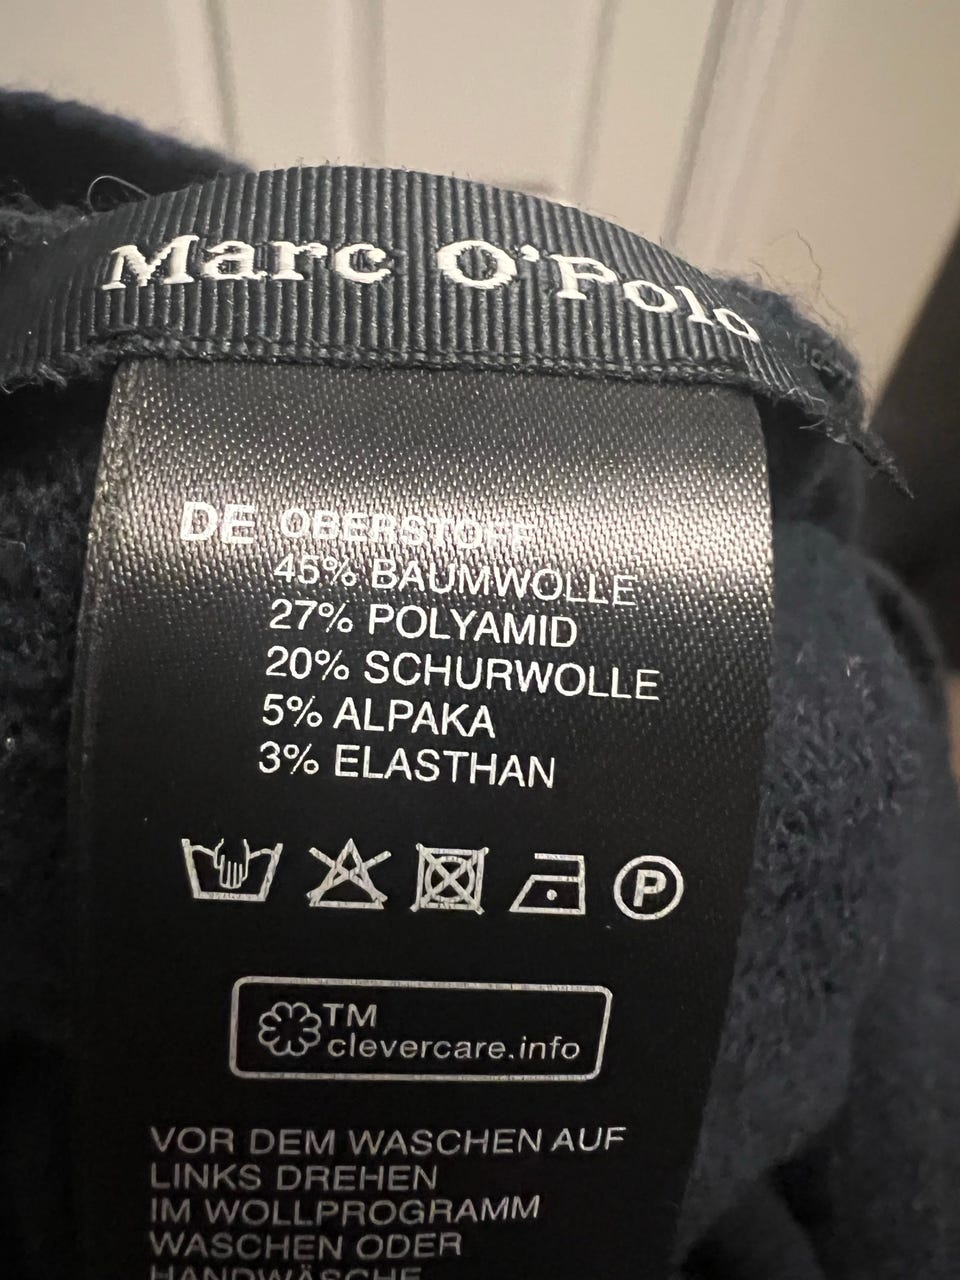 Marc O'Polo
DE OBERSTOFF
45% BAUMWOLLE
27% POLYAMID
20% SCHURWOLLE
5% ALPAKA
3% ELASTHAN
P
TM
clevercare.info
VOR DEM WASCHEN AUF
LINKS DREHEN
IM WOLLPROGRAMM
WASCHEN ODER
HANDWÄSCHE